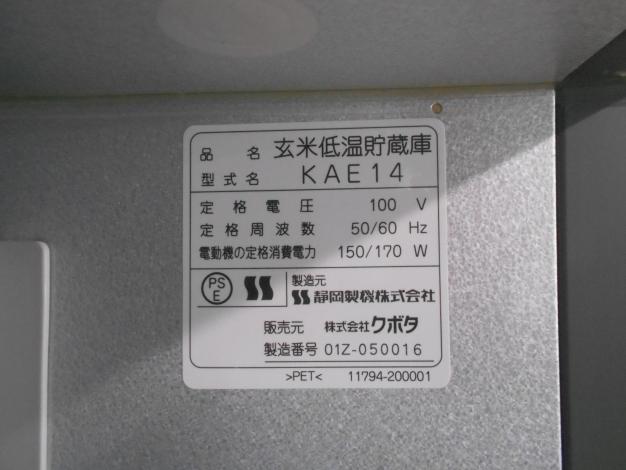 品名 玄米低温貯蔵庫
型式名 KAE14
定格電圧 100 V
定格周波数 50/60 Hz
電動機の定格消費電力 150/170 W
PS
E
製造元
静岡製機株式会社
販売元 株式会社クボタ
製造番号 01Z-050016
>PET< 11794-200001